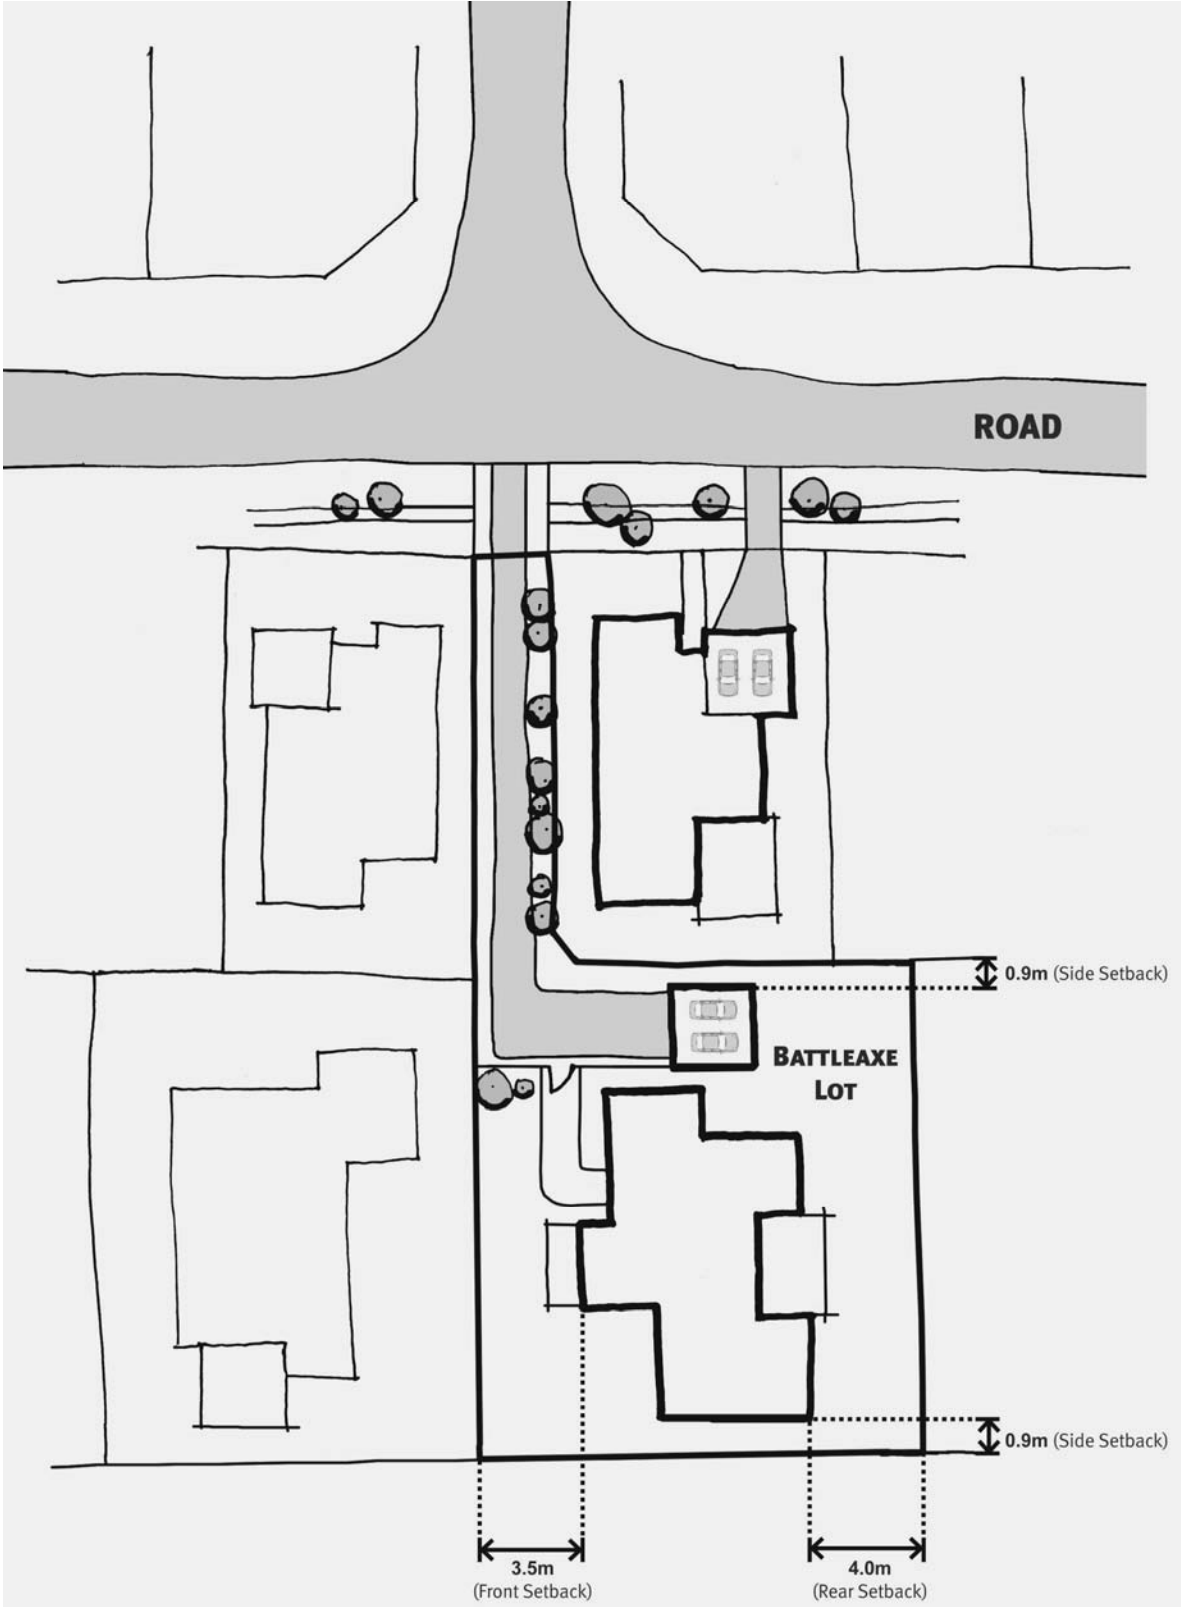 ROAD
0.9m (Side Setback)
BATTLEAXE
LOT
0.9m (Side Setback)
3.5m
(Front Setback)
4.0m
(Rear Setback)